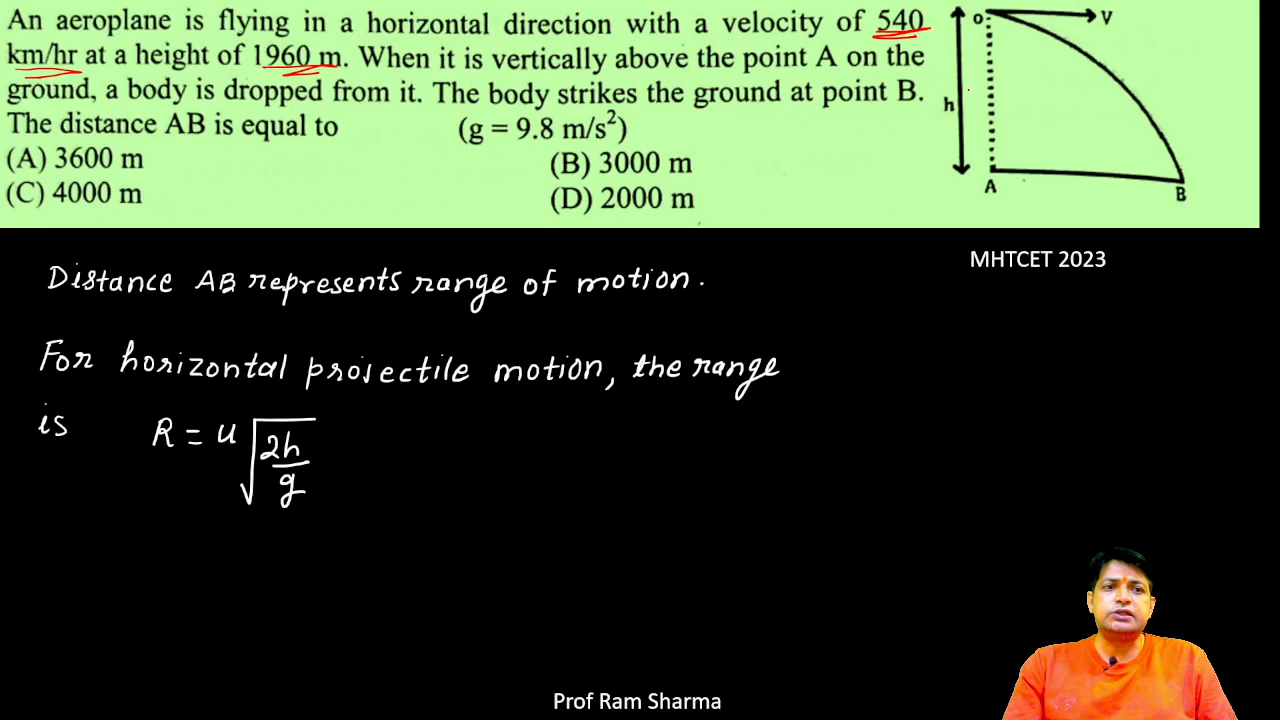 An aeroplane is flying in a horizontal direction with a velocity of 540
km/hr at a height of 1960 m. When it is vertically above the point A on the
ground, a body is dropped from it. The body strikes the ground at point B.
The distance AB is equal to (g = 9.8 m/s²)
(A) 3600 m (B) 3000 m
(C) 4000 m (D) 2000 m
O V
h
A B
MHTCET 2023
Distance AB represents range of motion.
For horizontal projectile motion, the range
is R = u √(2h/g)
Prof Ram Sharma